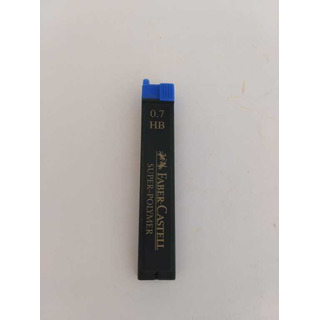 0.7
HB
FABER-CASTELL
SUPER-POLYMER